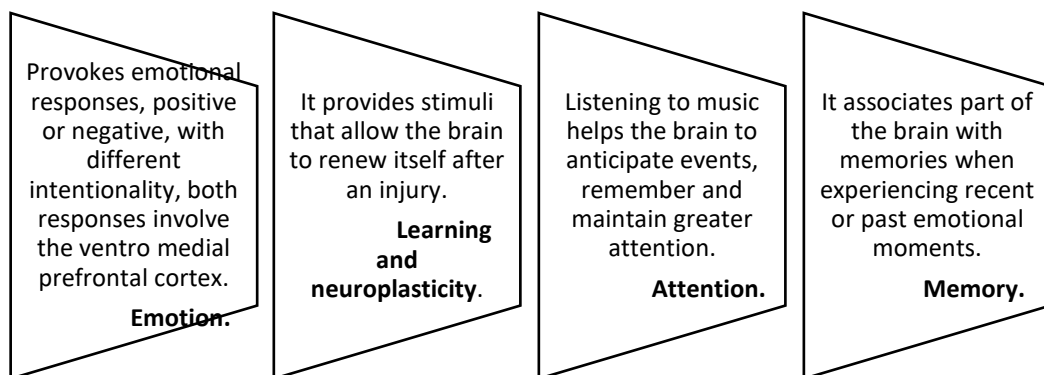 Provokes emotional
responses, positive
or negative, with
different
intentionality, both
responses involve
the ventro medial
prefrontal cortex.
Emotion.
It provides stimuli
that allow the brain
to renew itself after
an injury.
Learning
and
neuroplasticity.
Listening to music
helps the brain to
anticipate events,
remember and
maintain greater
attention.
Attention.
It associates part of
the brain with
memories when
experiencing recent
or past emotional
moments.
Memory.